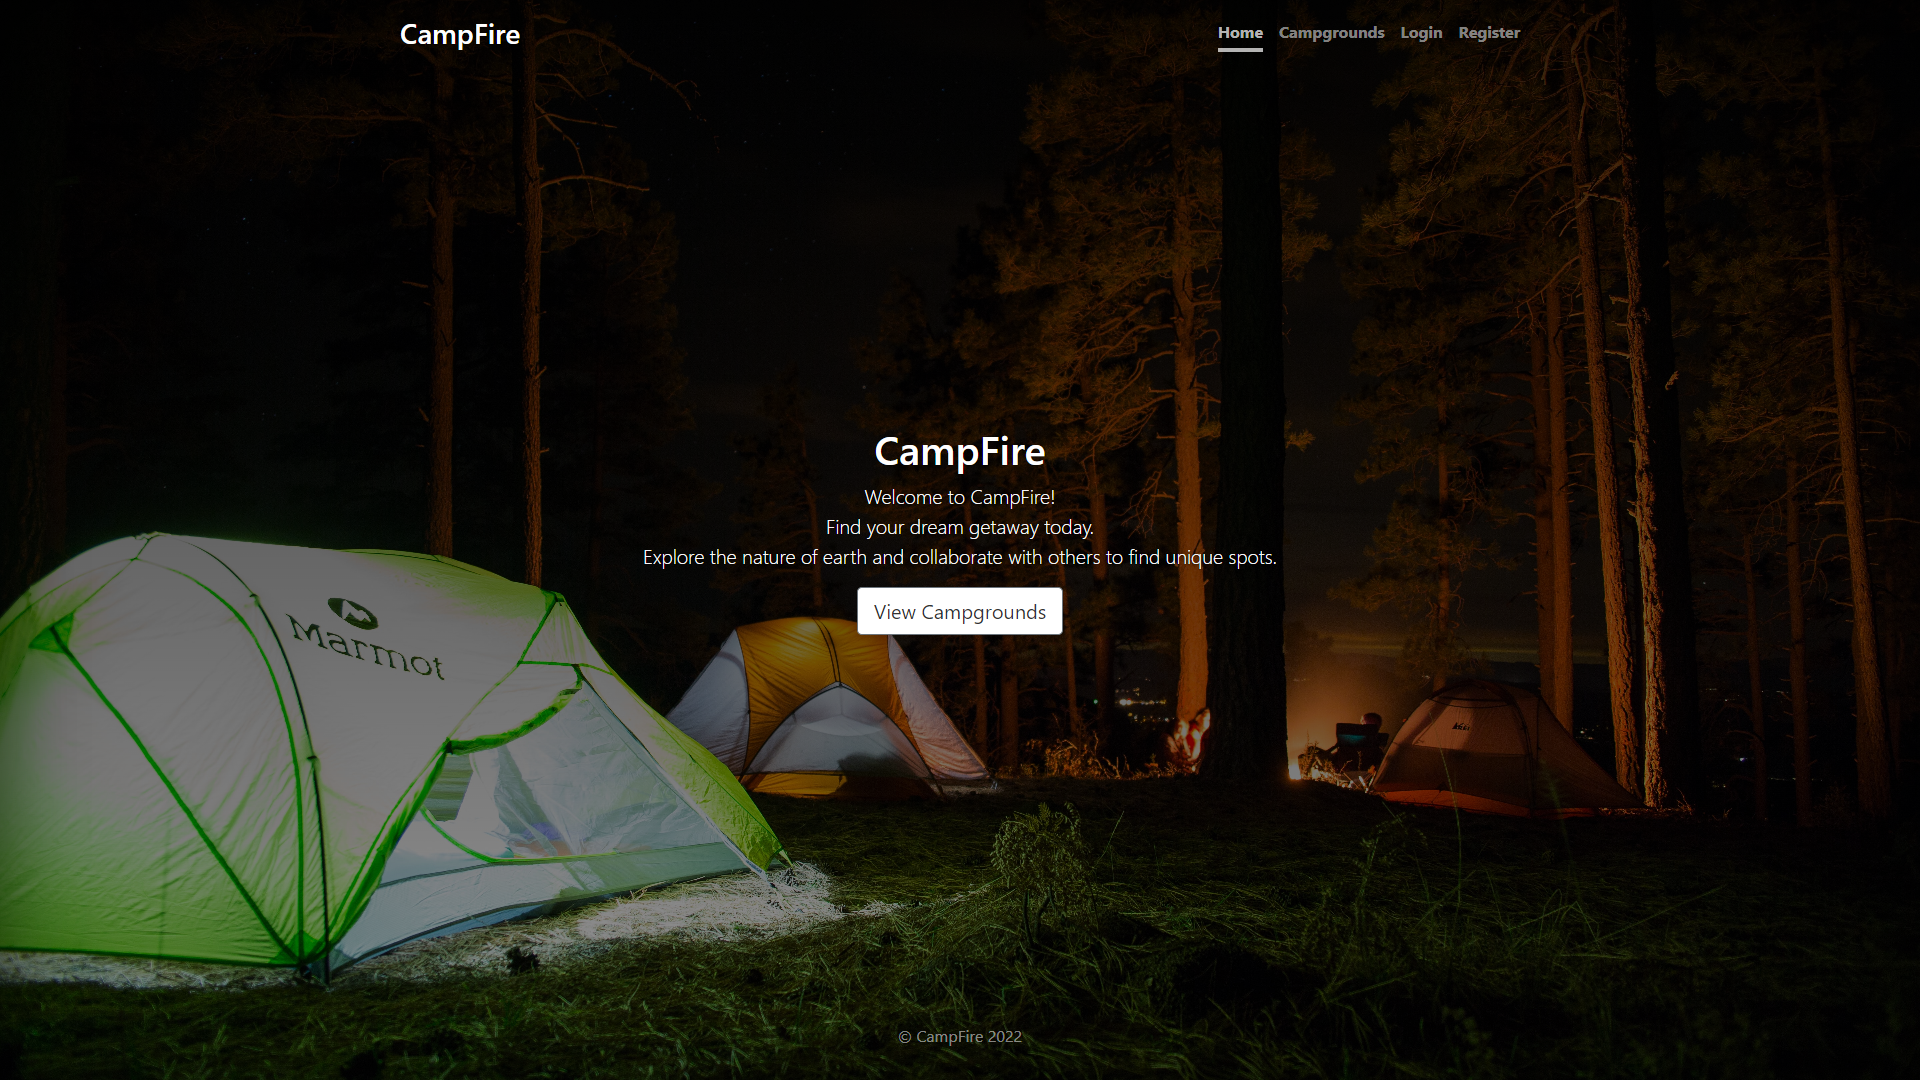 CampFire
Home Campgrounds Login Register
CampFire
Welcome to CampFire!
Find your dream getaway today.
Explore the nature of earth and collaborate with others to find unique spots.
View Campgrounds
Marmot
© CampFire 2022